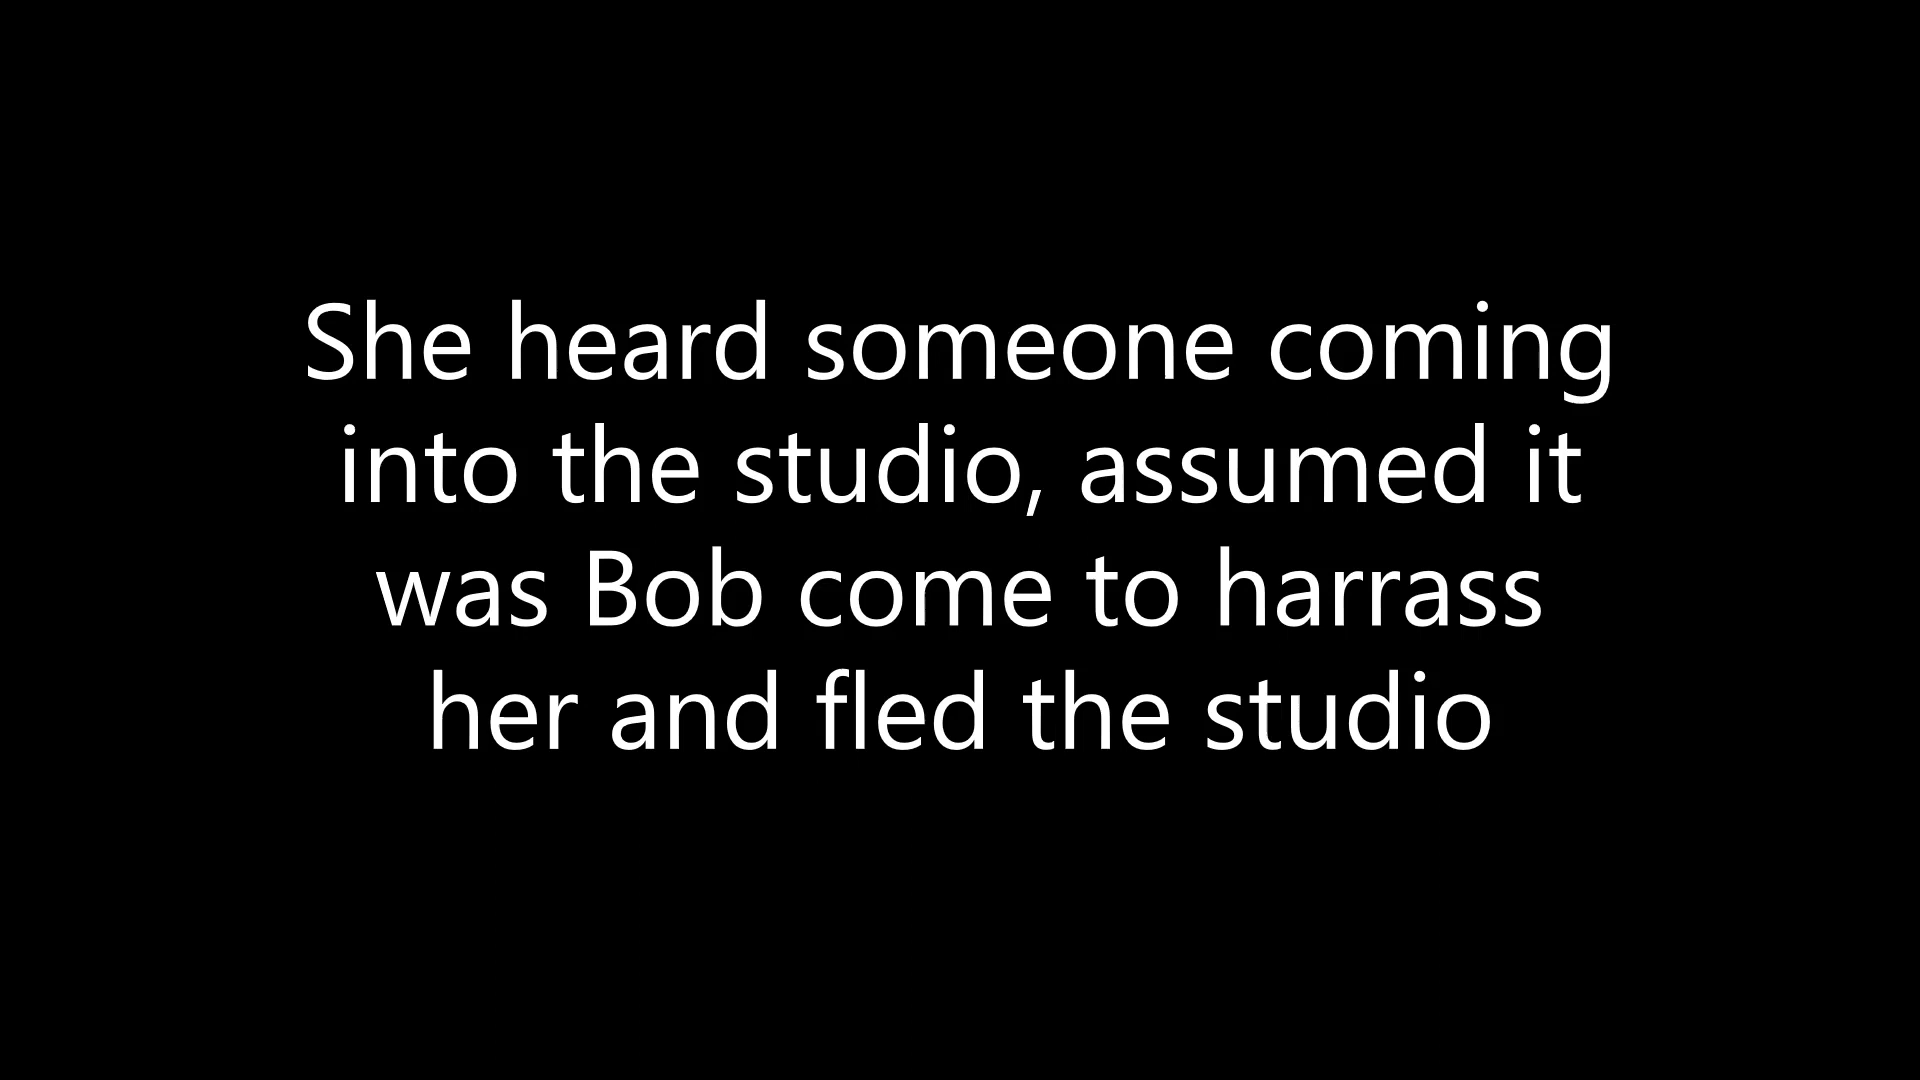 She heard someone coming
into the studio, assumed it
was Bob come to harrass
her and fled the studio